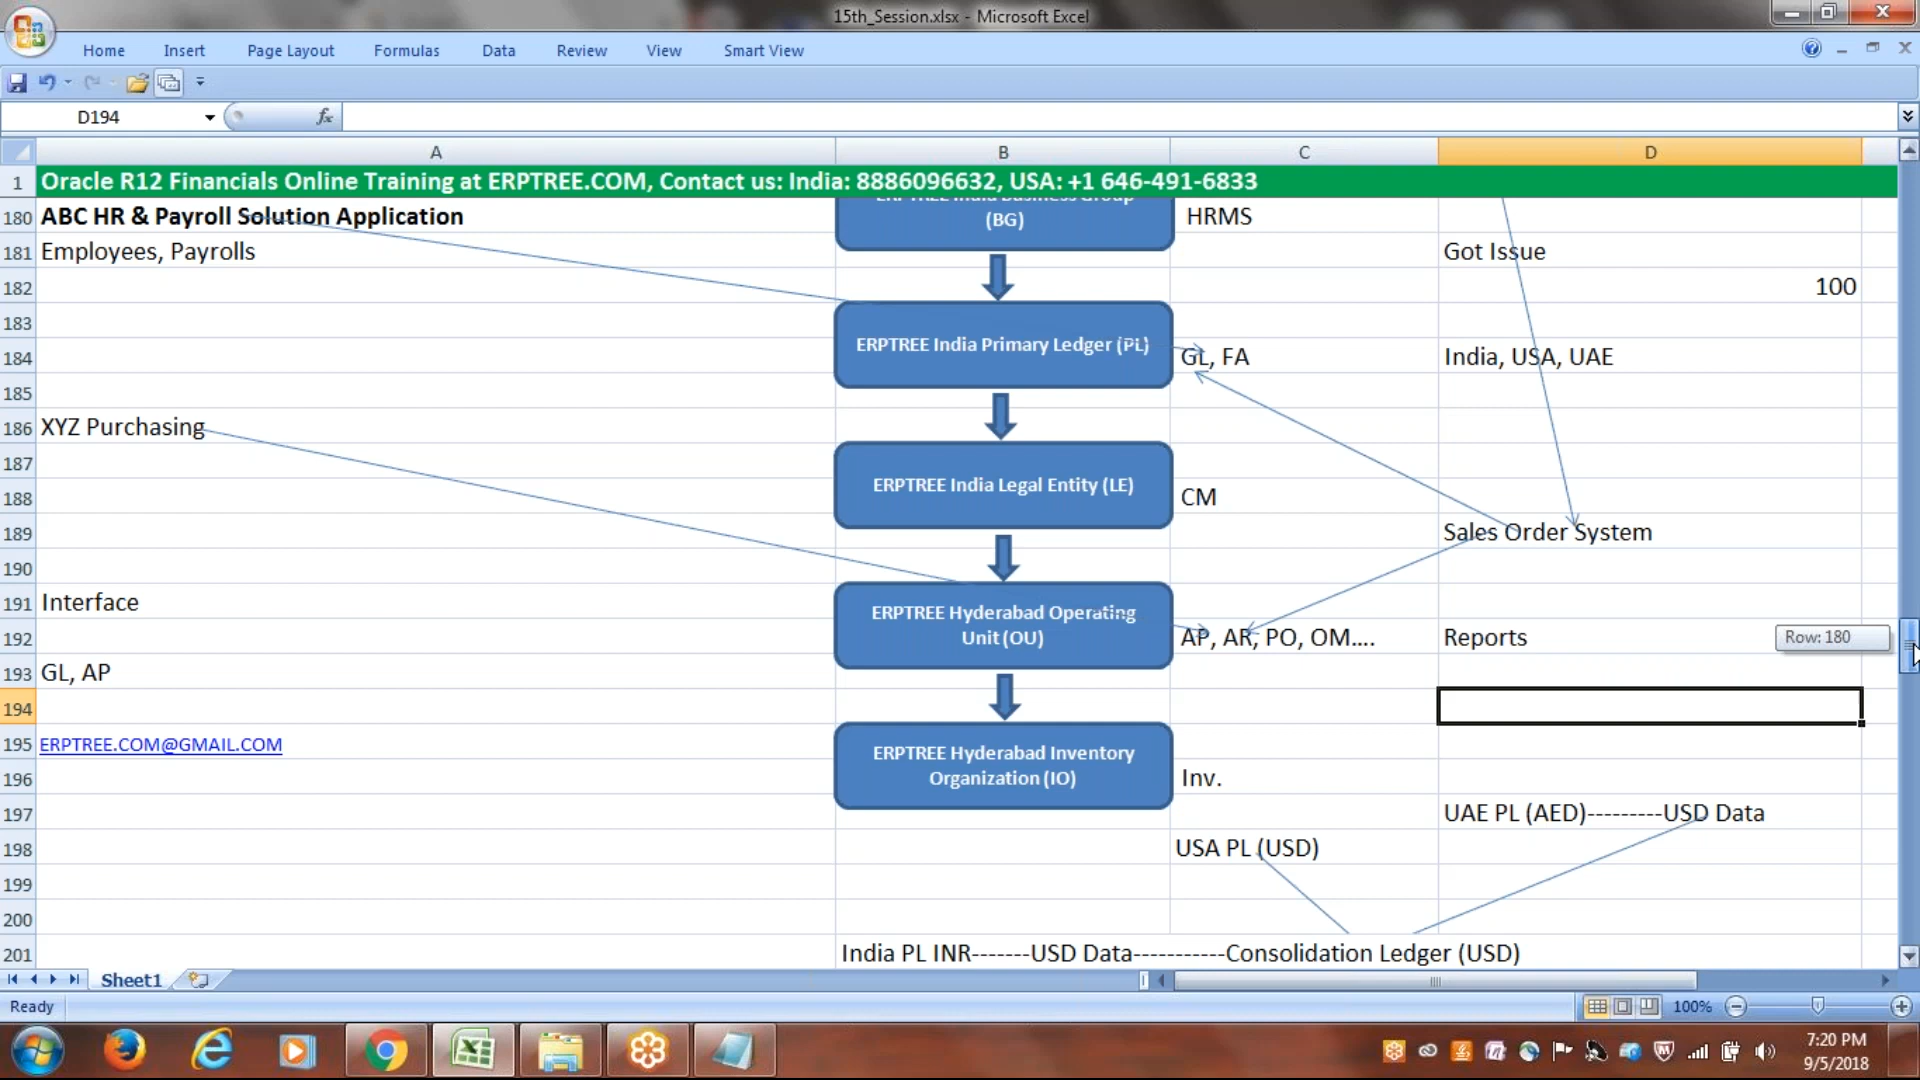 15th_Session.xlsx - Microsoft Excel
Home Insert Page Layout Formulas Data Review View Smart View
D194 fx
A B C D
1 Oracle R12 Financials Online Training at ERPTREE.COM, Contact us: India: 8886096632, USA: +1 646-491-6833
180 ABC HR & Payroll Solution Application ERPTREE India Business Group (BG) HRMS
181 Employees, Payrolls Got Issue
182 100
183
ERPTREE India Primary Ledger (PL)
184 GL, FA India, USA, UAE
185
186 XYZ Purchasing
187
ERPTREE India Legal Entity (LE)
188 CM
189 Sales Order System
190
191 Interface
ERPTREE Hyderabad Operating
Unit (OU)
192 AP, AR, PO, OM.... Reports Row: 180
193 GL, AP
194
195 ERPTREE.COM@GMAIL.COM
ERPTREE Hyderabad Inventory
Organization (IO)
196 Inv.
197 UAE PL (AED)---------USD Data
198 USA PL (USD)
199
200
201 India PL INR-------USD Data-----------Consolidation Ledger (USD)
Sheet1
Ready 100%
7:20 PM
9/5/2018